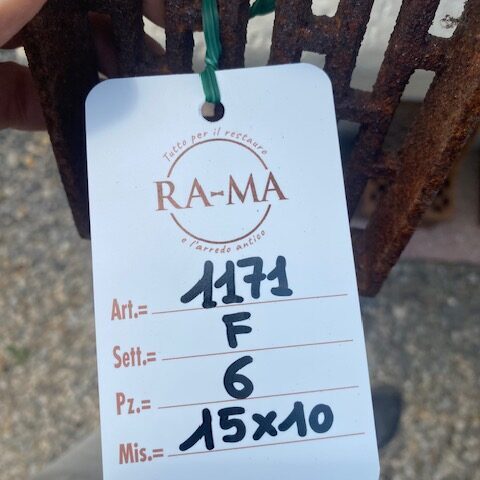 Tutto per il restauro
RA-MA
e l'arredo antico
Art.= 1171
Sett.= F
Pz.= 6
Mis.= 15x10